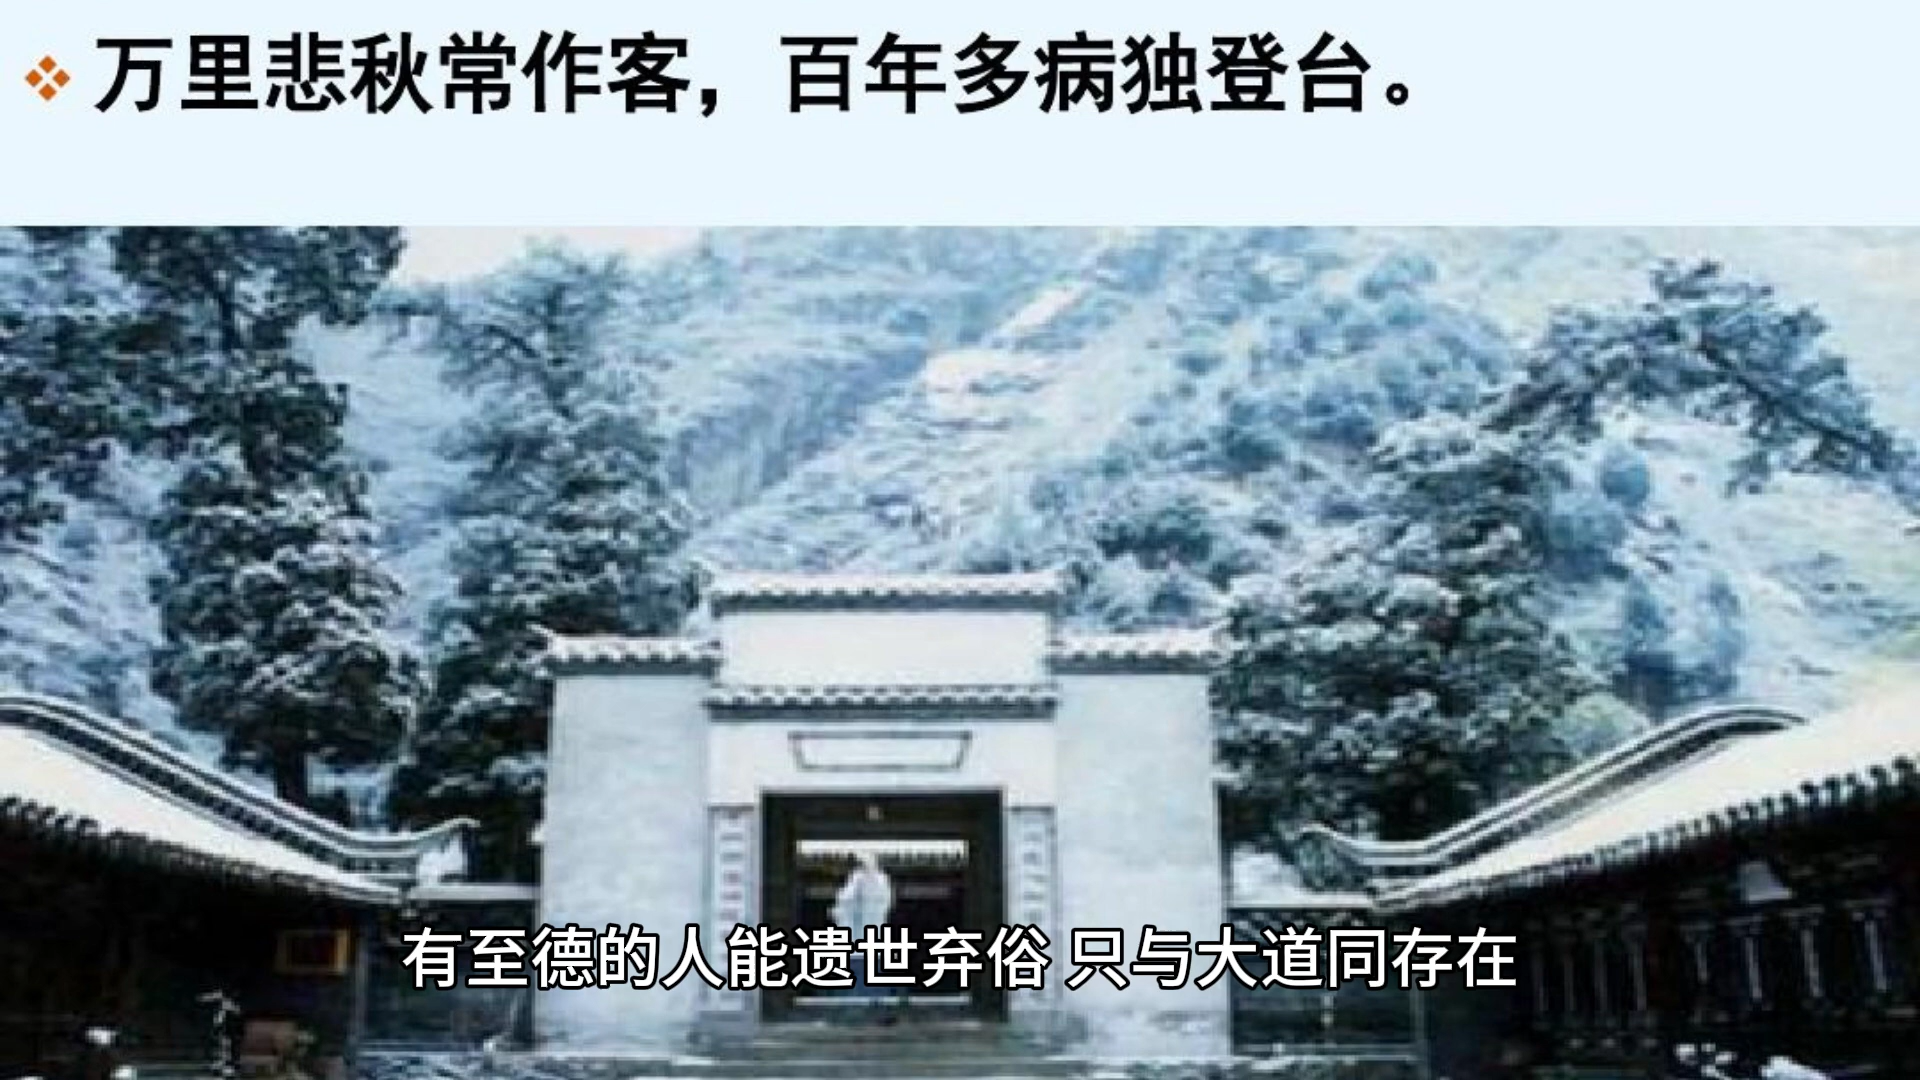 万里悲秋常作客，百年多病独登台。
有至德的人能遗世弃俗 只与大道同存在